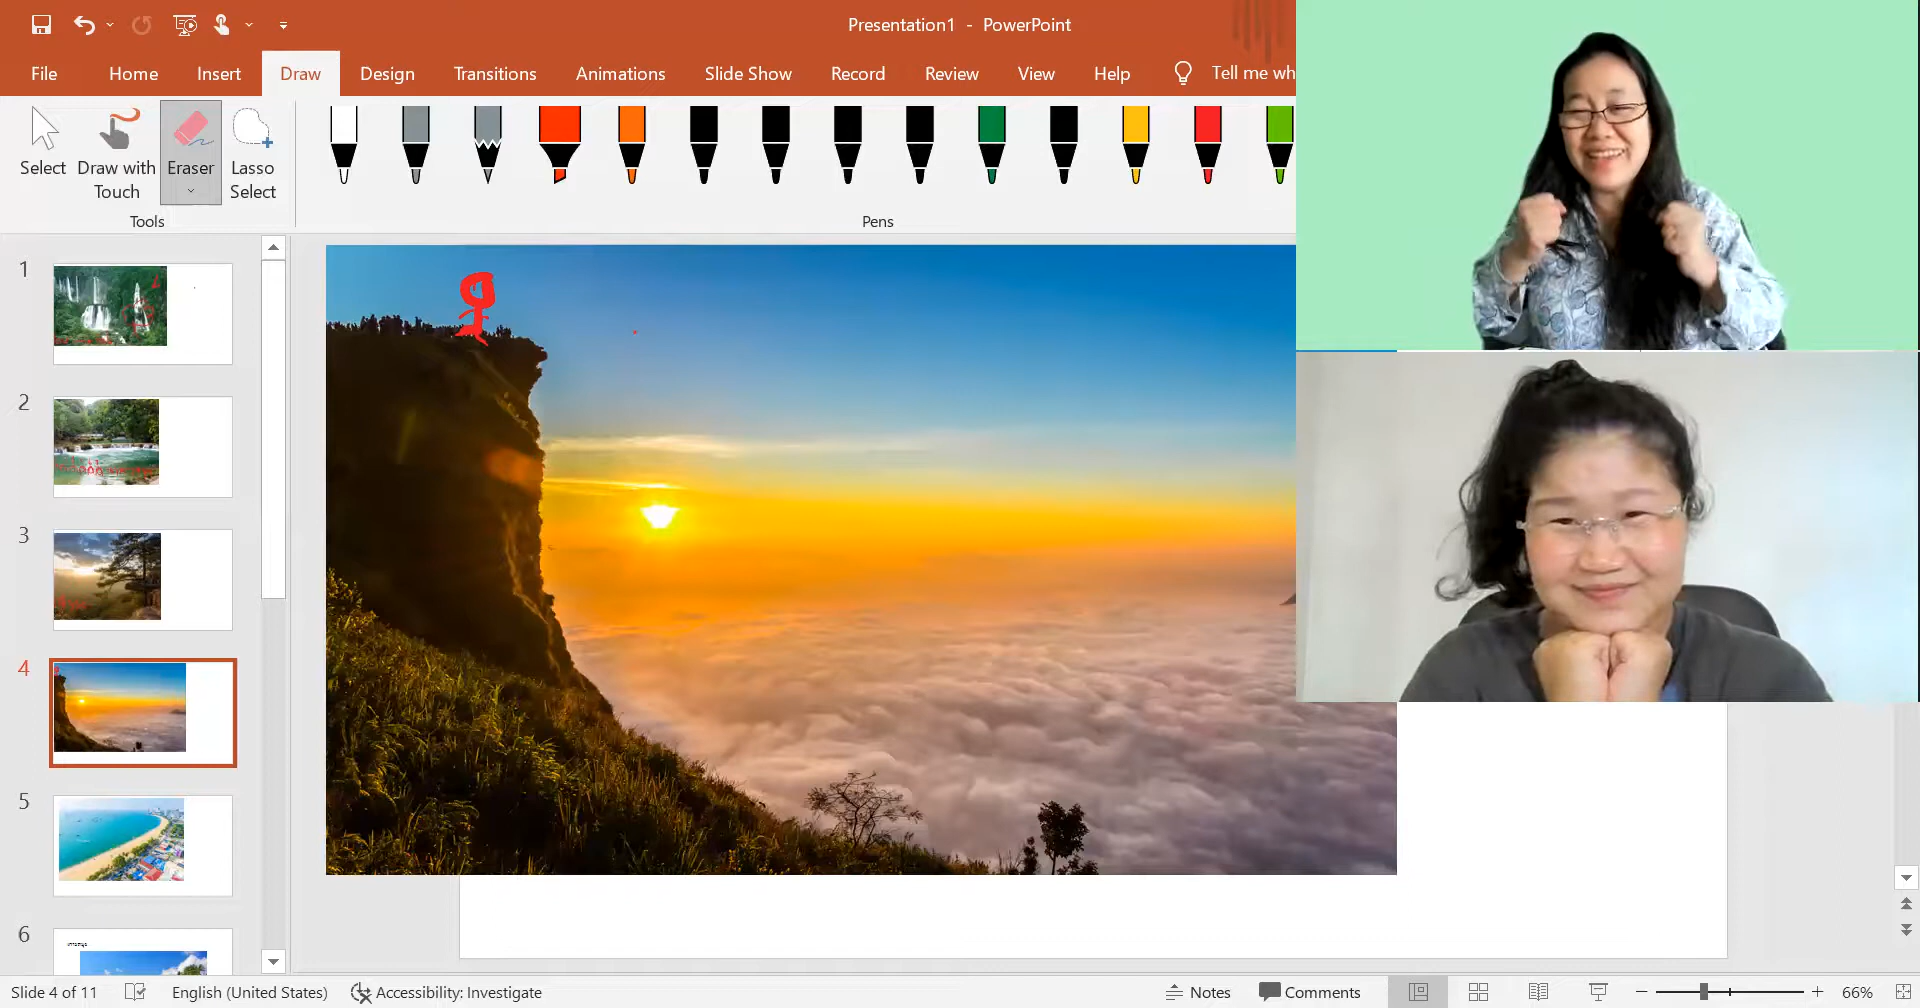 Presentation1 - PowerPoint
File Home Insert Draw Design Transitions Animations Slide Show Record Review View Help Tell me wh
Select
Draw with Touch
Eraser
Lasso Select
Tools
Pens
1
2
3
4
5
6
Slide 4 of 11
English (United States)
Accessibility: Investigate
Notes
Comments
66%